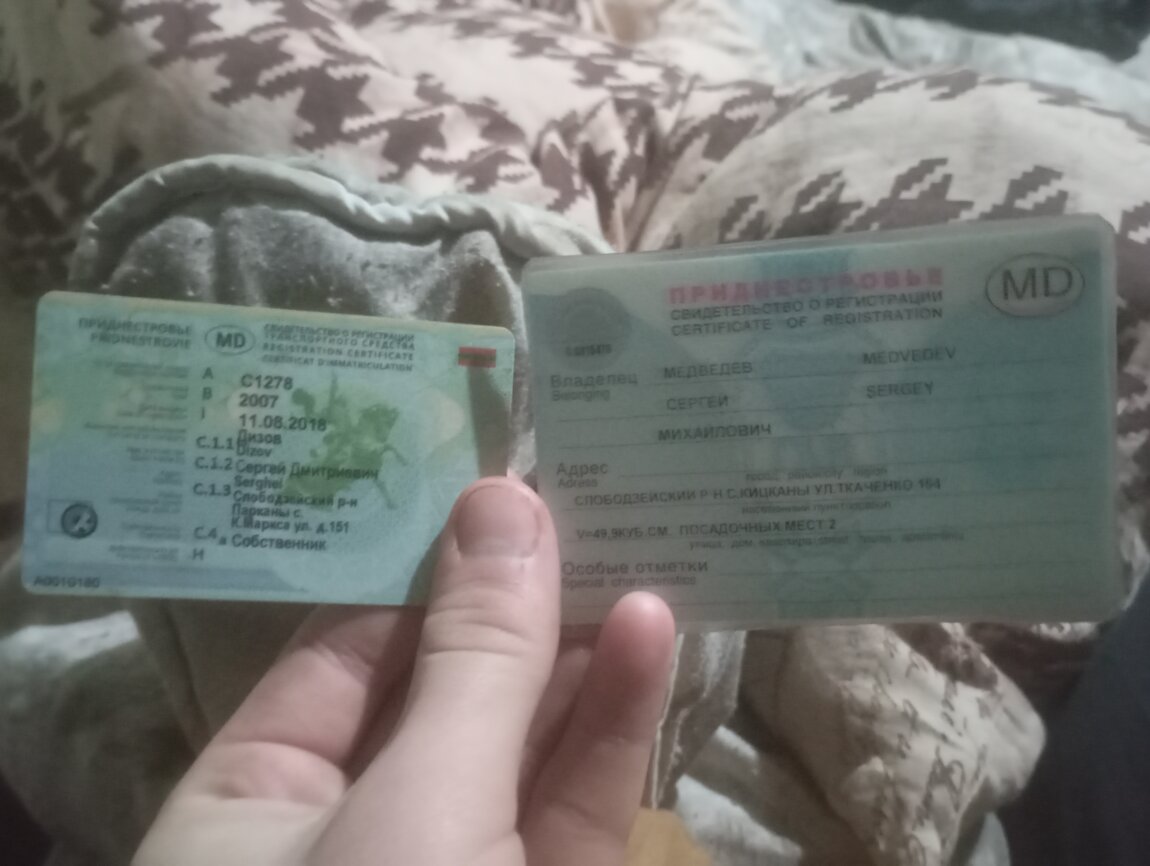 ПРИДНЕСТРОВЬЕ
PRIDNESTROVIE
MD
СВИДЕТЕЛЬСТВО О РЕГИСТРАЦИИ
ТРАНСПОРТНОГО СРЕДСТВА
REGISTRATION CERTIFICATE
CERTIFICAT D'IMMATRICULATION
A C1278
B 2007
I 11.08.2018
C.1.1 Дизов
Dizov
C.1.2 Сергей Дмитриевич
Serghei
C.1.3 Слободзейский р-н
Парканы с.
К.Маркса ул. д.151
C.4 a Собственник
H
A0010180
ПРИДНЕСТРОВЬЕ
СВИДЕТЕЛЬСТВО О РЕГИСТРАЦИИ
CERTIFICATE OF REGISTRATION
MD
Владелец МЕДВЕДЕВ MEDVEDEV
Belonging
СЕРГЕЙ SERGEY
МИХАЙЛОВИЧ
Адрес
Adress
СЛОБОДЗЕЙСКИЙ Р-Н С.КИЦКАНЫ УЛ.ТКАЧЕНКО 164
V=49,9КУБ.СМ. ПОСАДОЧНЫХ МЕСТ 2
Особые отметки
Special characteristics